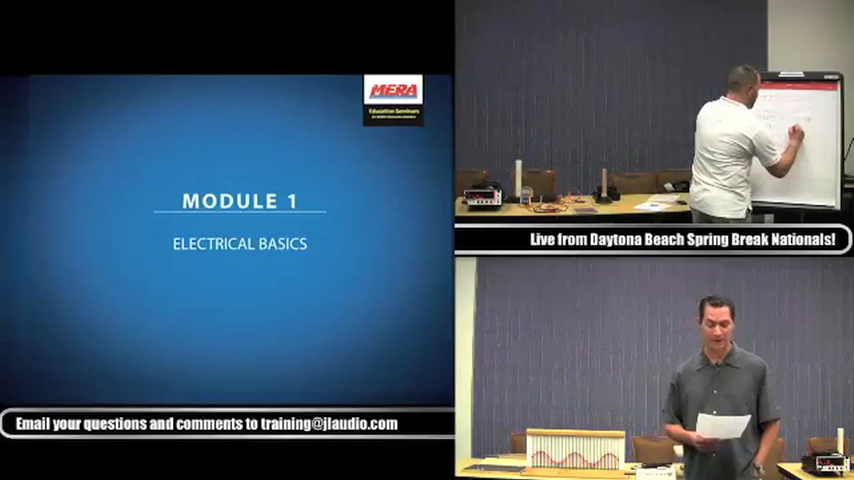 MERA
Education Seminars
MODULE 1
ELECTRICAL BASICS
Live from Daytona Beach Spring Break Nationals!
Email your questions and comments to training@jlaudio.com